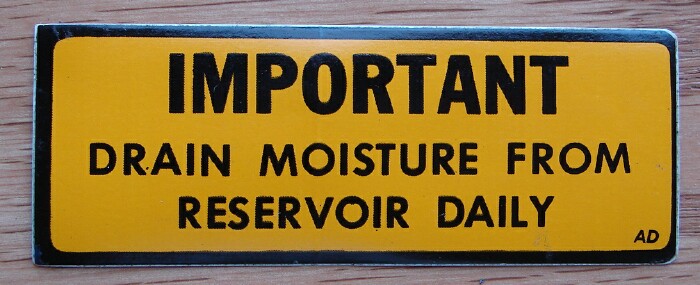 IMPORTANT
DRAIN MOISTURE FROM
RESERVOIR DAILY
AD